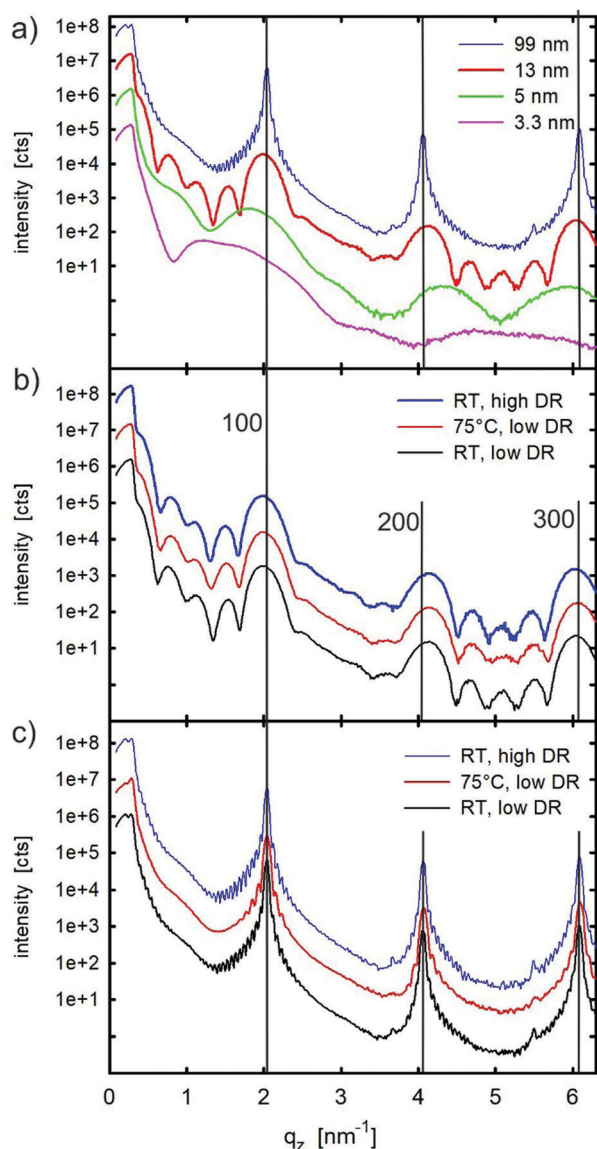 a)
1e+8
1e+7
1e+6
1e+5
1e+4
1e+3
1e+2
1e+1
intensity [cts]
99 nm
13 nm
5 nm
3.3 nm
b)
1e+8
1e+7
1e+6
1e+5
1e+4
1e+3
1e+2
1e+1
intensity [cts]
RT, high DR
75°C, low DR
RT, low DR
100
200
300
c)
1e+8
1e+7
1e+6
1e+5
1e+4
1e+3
1e+2
1e+1
intensity [cts]
RT, high DR
75°C, low DR
RT, low DR
0 1 2 3 4 5 6
q_z [nm⁻¹]